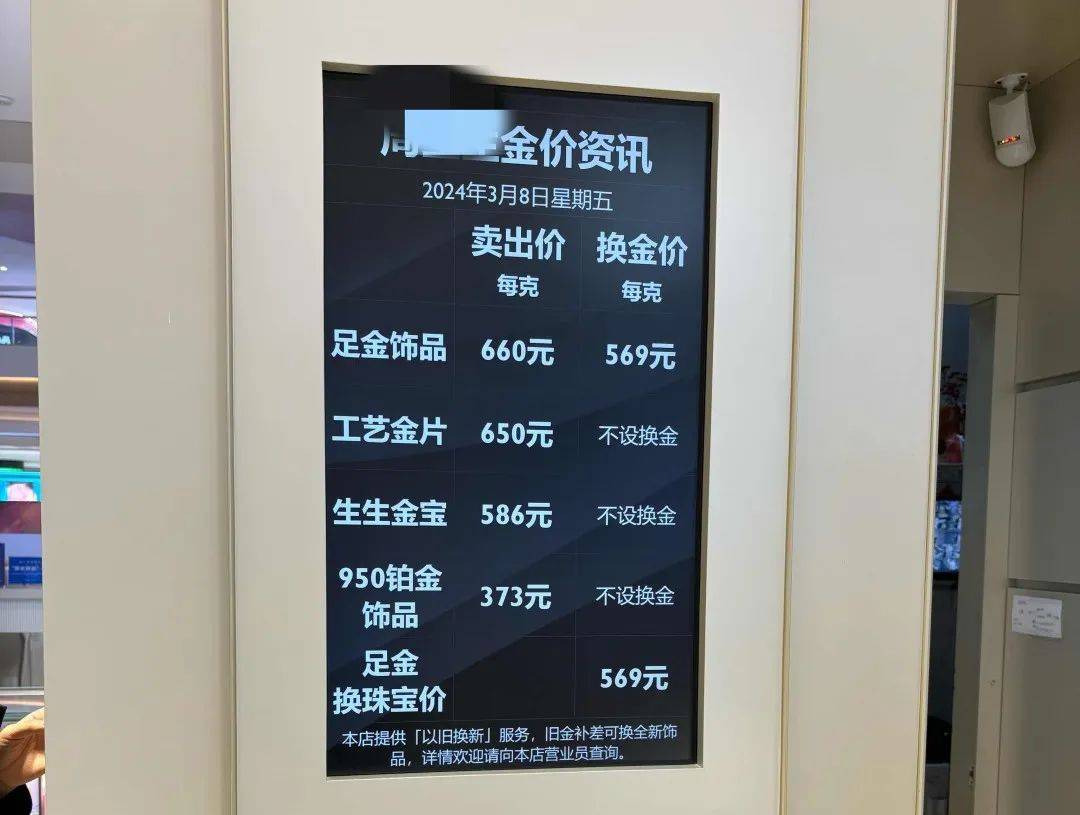 金价资讯
2024年3月8日星期五
卖出价 换金价
每克 每克
足金饰品 660元 569元
工艺金片 650元 不设换金
生生金宝 586元 不设换金
950铂金
饰品 373元 不设换金
足金
换珠宝价 569元
本店提供「以旧换新」服务，旧金补差可换全新饰
品，详情欢迎请向本店营业员查询。